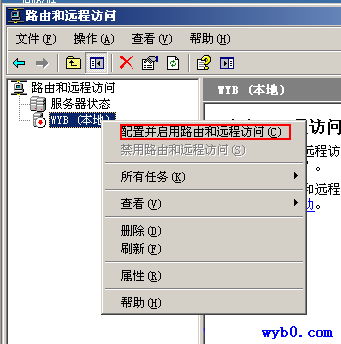 路由和远程访问
文件(F) 操作(A) 查看(V) 帮助(H)
路由和远程访问
服务器状态
WYB (本地)
WYB (本地)
配置并启用路由和远程访问(C)
禁用路由和远程访问(S)
所有任务(K)
查看(V)
删除(D)
刷新(F)
属性(R)
帮助(H)
访问
远程访
和远程
助。
wyb0.com